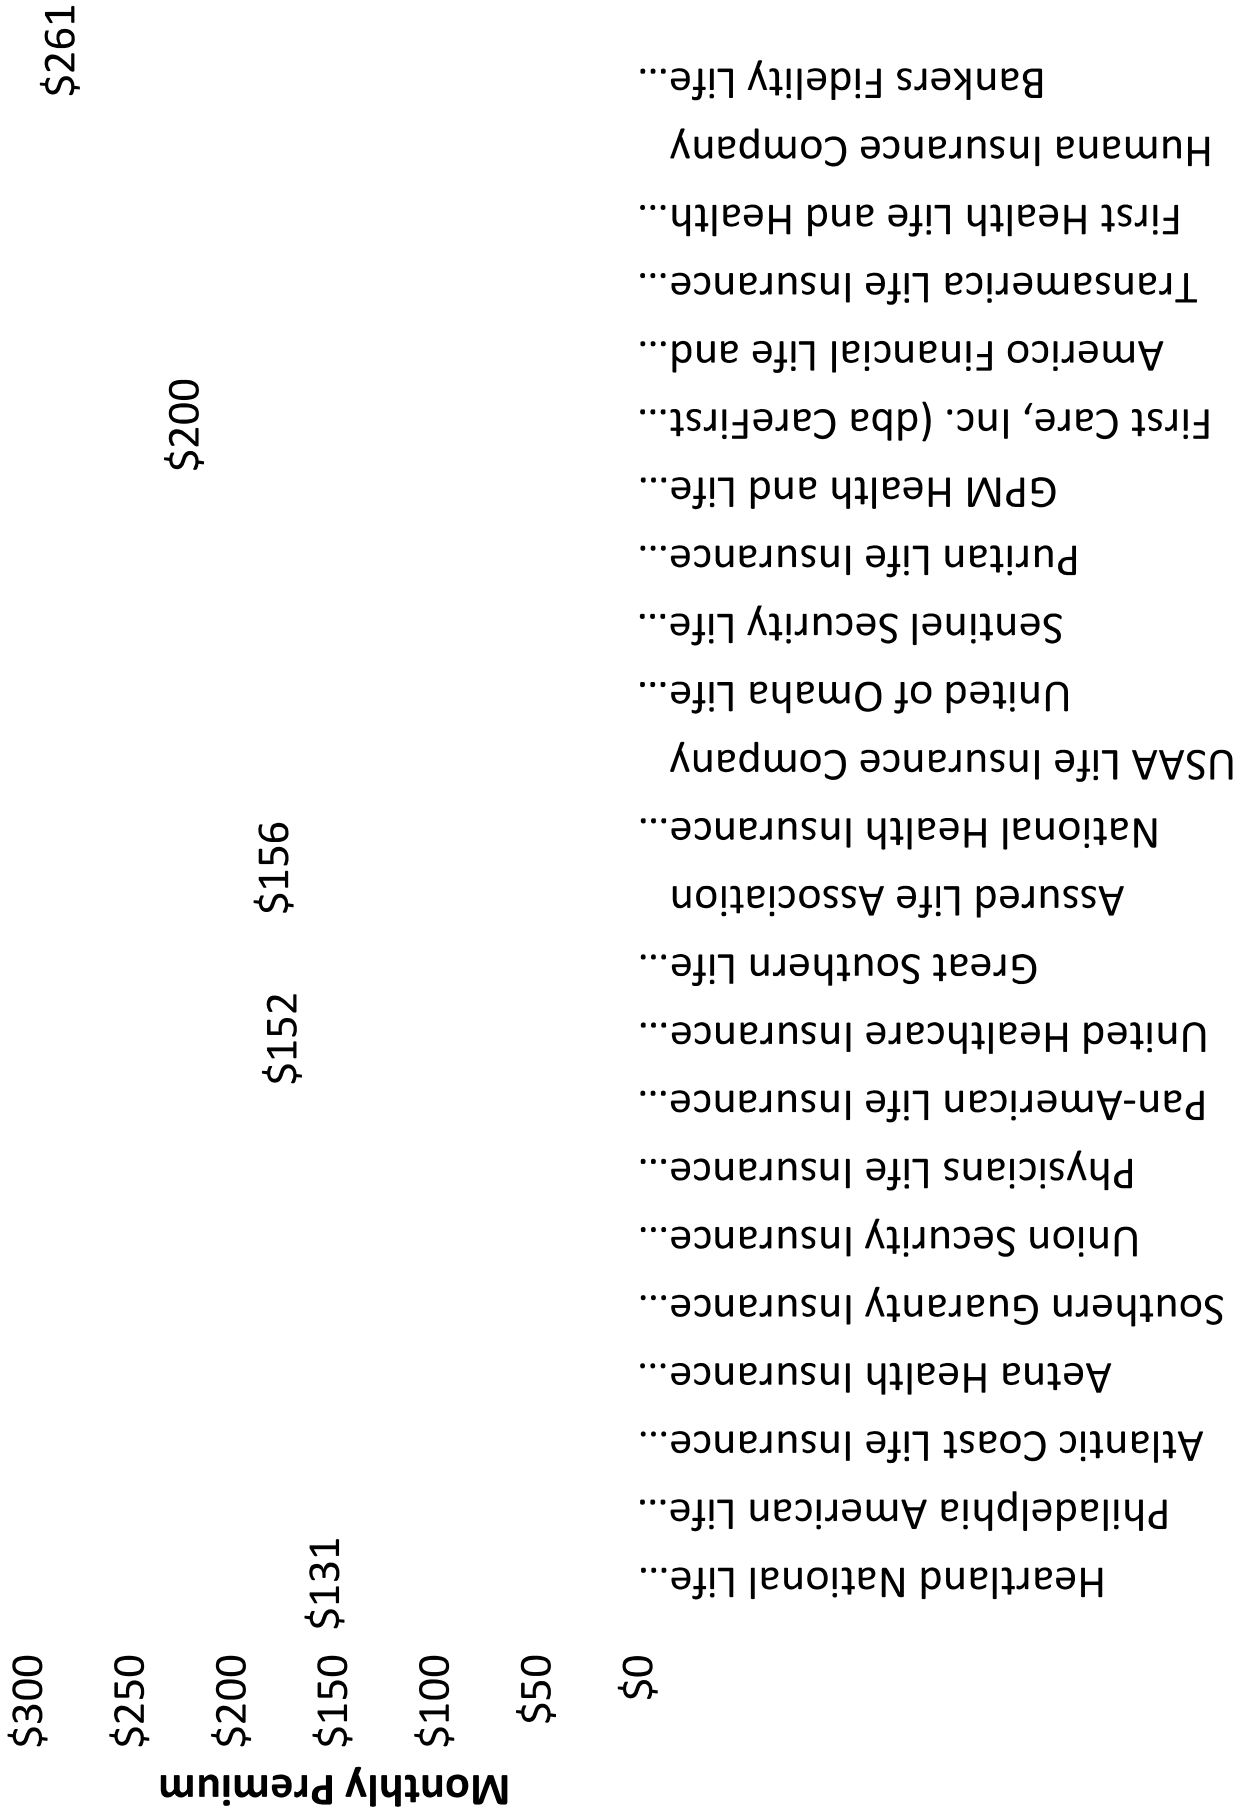 Monthly Premium
$300
$250
$200
$150
$100
$50
$0
$131
$152
$156
$200
$261
Heartland National Life...
Philadelphia American Life...
Atlantic Coast Life Insurance...
Aetna Health Insurance...
Southern Guaranty Insurance...
Union Security Insurance...
Physicians Life Insurance...
Pan-American Life Insurance...
United Healthcare Insurance...
Great Southern Life...
Assured Life Association
National Health Insurance...
USAA Life Insurance Company
United of Omaha Life...
Sentinel Security Life...
Puritan Life Insurance...
GPM Health and Life...
First Care, Inc. (dba CareFirst...
Americo Financial Life and...
Transamerica Life Insurance...
First Health Life and Health...
Humana Insurance Company
Bankers Fidelity Life...